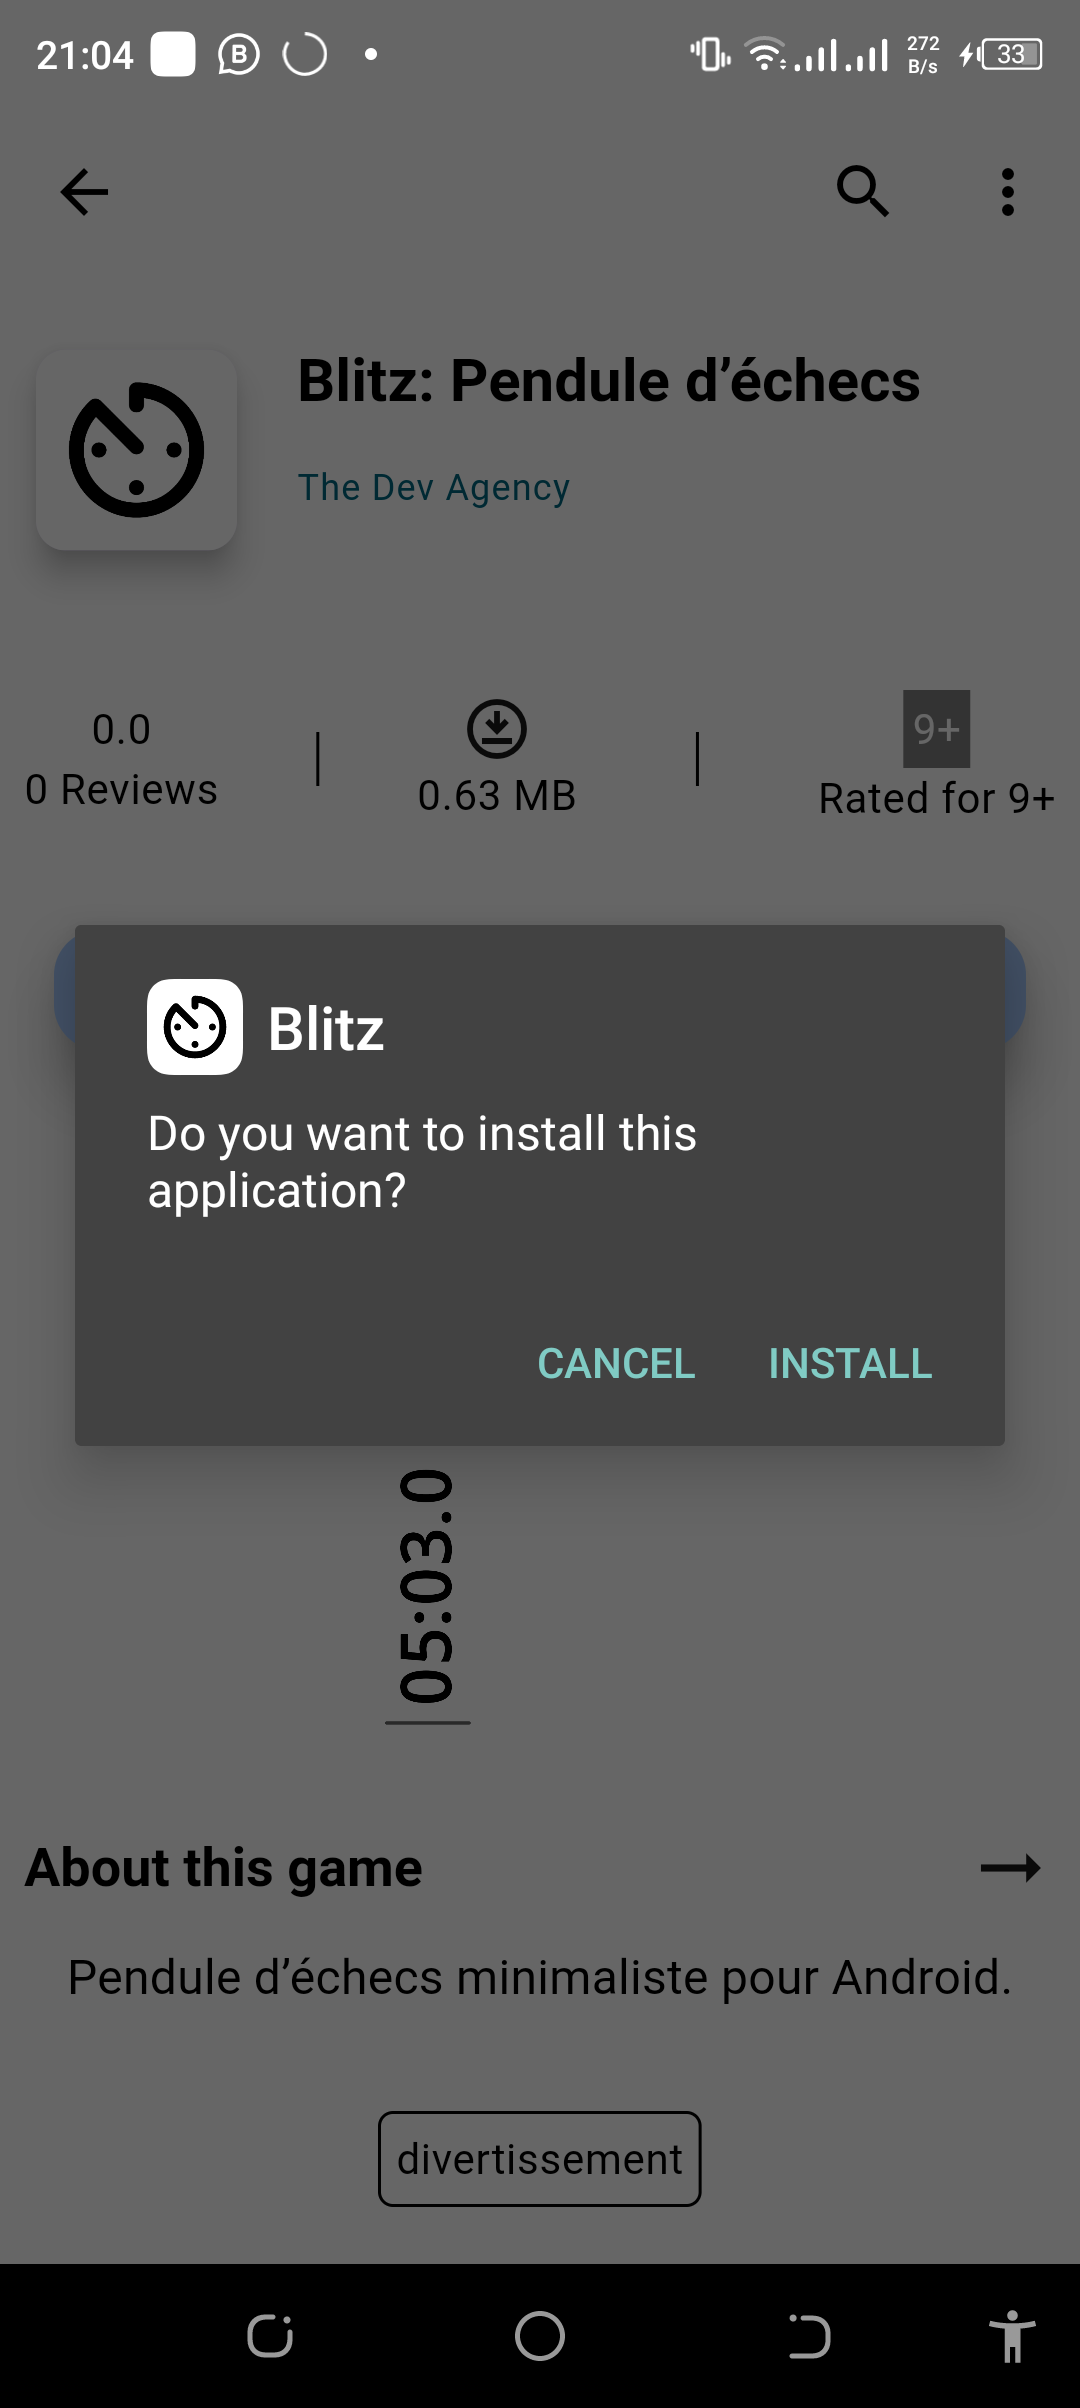 21:04
272
B/s
33
Blitz: Pendule d’échecs
The Dev Agency
0.0
0 Reviews
0.63 MB
9+
Rated for 9+
Blitz
Do you want to install this
application?
CANCEL
INSTALL
05:03.0
About this game
Pendule d’échecs minimaliste pour Android.
divertissement